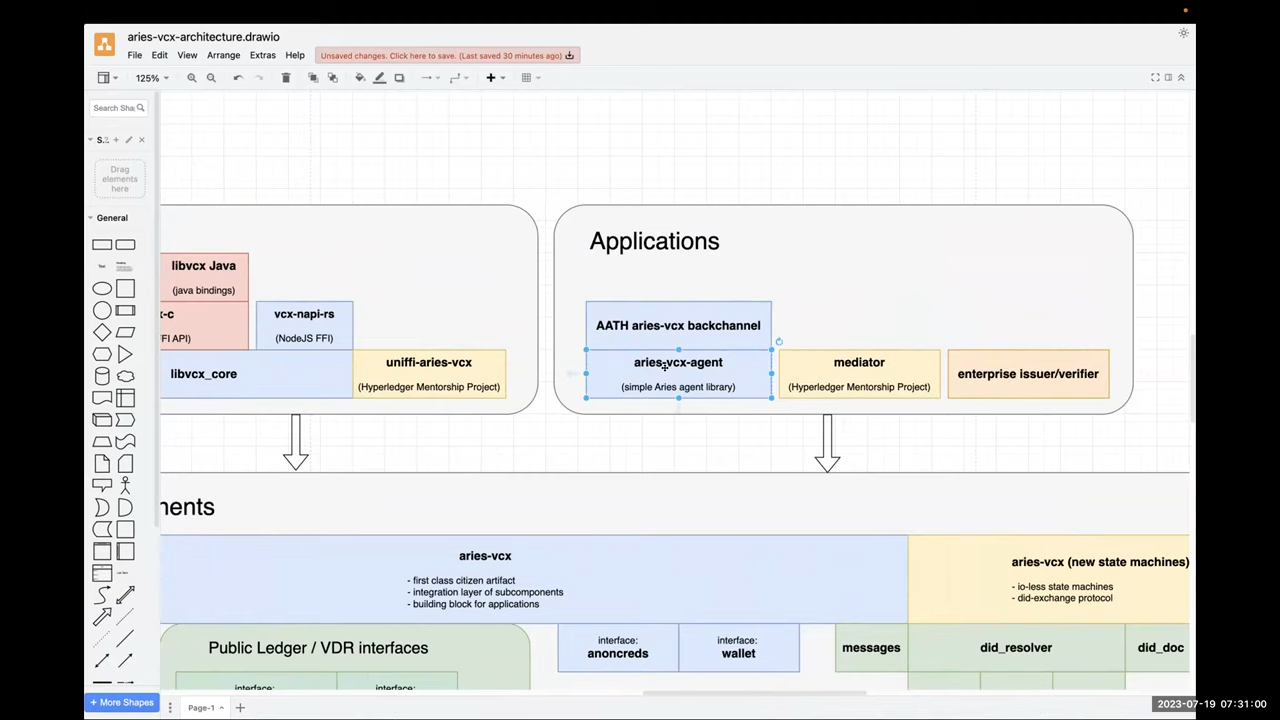 aries-vcx-architecture.drawio
File Edit View Arrange Extras Help Unsaved changes. Click here to save. (Last saved 30 minutes ago)
125%
Search Sha
Drag
elements
here
General
Applications
libvcx Java
(java bindings)
x-c
FI API)
vcx-napi-rs
(NodeJS FFI)
libvcx_core
uniffi-aries-vcx
(Hyperledger Mentorship Project)
AATH aries-vcx backchannel
aries-vcx-agent
(simple Aries agent library)
mediator
(Hyperledger Mentorship Project)
enterprise issuer/verifier
nents
aries-vcx
- first class citizen artifact
- integration layer of subcomponents
- building block for applications
aries-vcx (new state machines)
- io-less state machines
- did-exchange protocol
Public Ledger / VDR interfaces
interface:
interface:
interface:
anoncreds
interface:
wallet
messages
did_resolver
did_doc
+ More Shapes
Page-1
2023-07-19 07:31:00